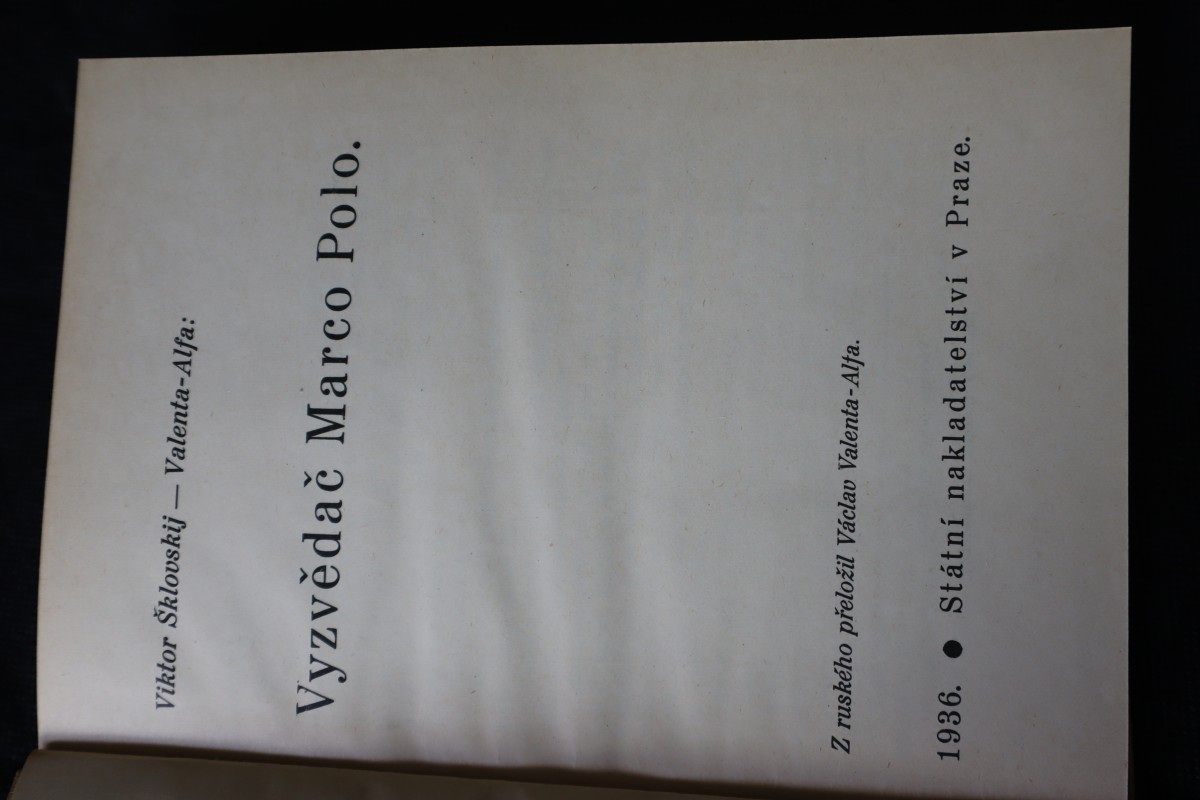 Viktor Šklovskij — Valenta-Alfa:
Vyzvědač Marco Polo.
Z ruského přeložil Václav Valenta-Alfa.
1936. ● Státní nakladatelství v Praze.